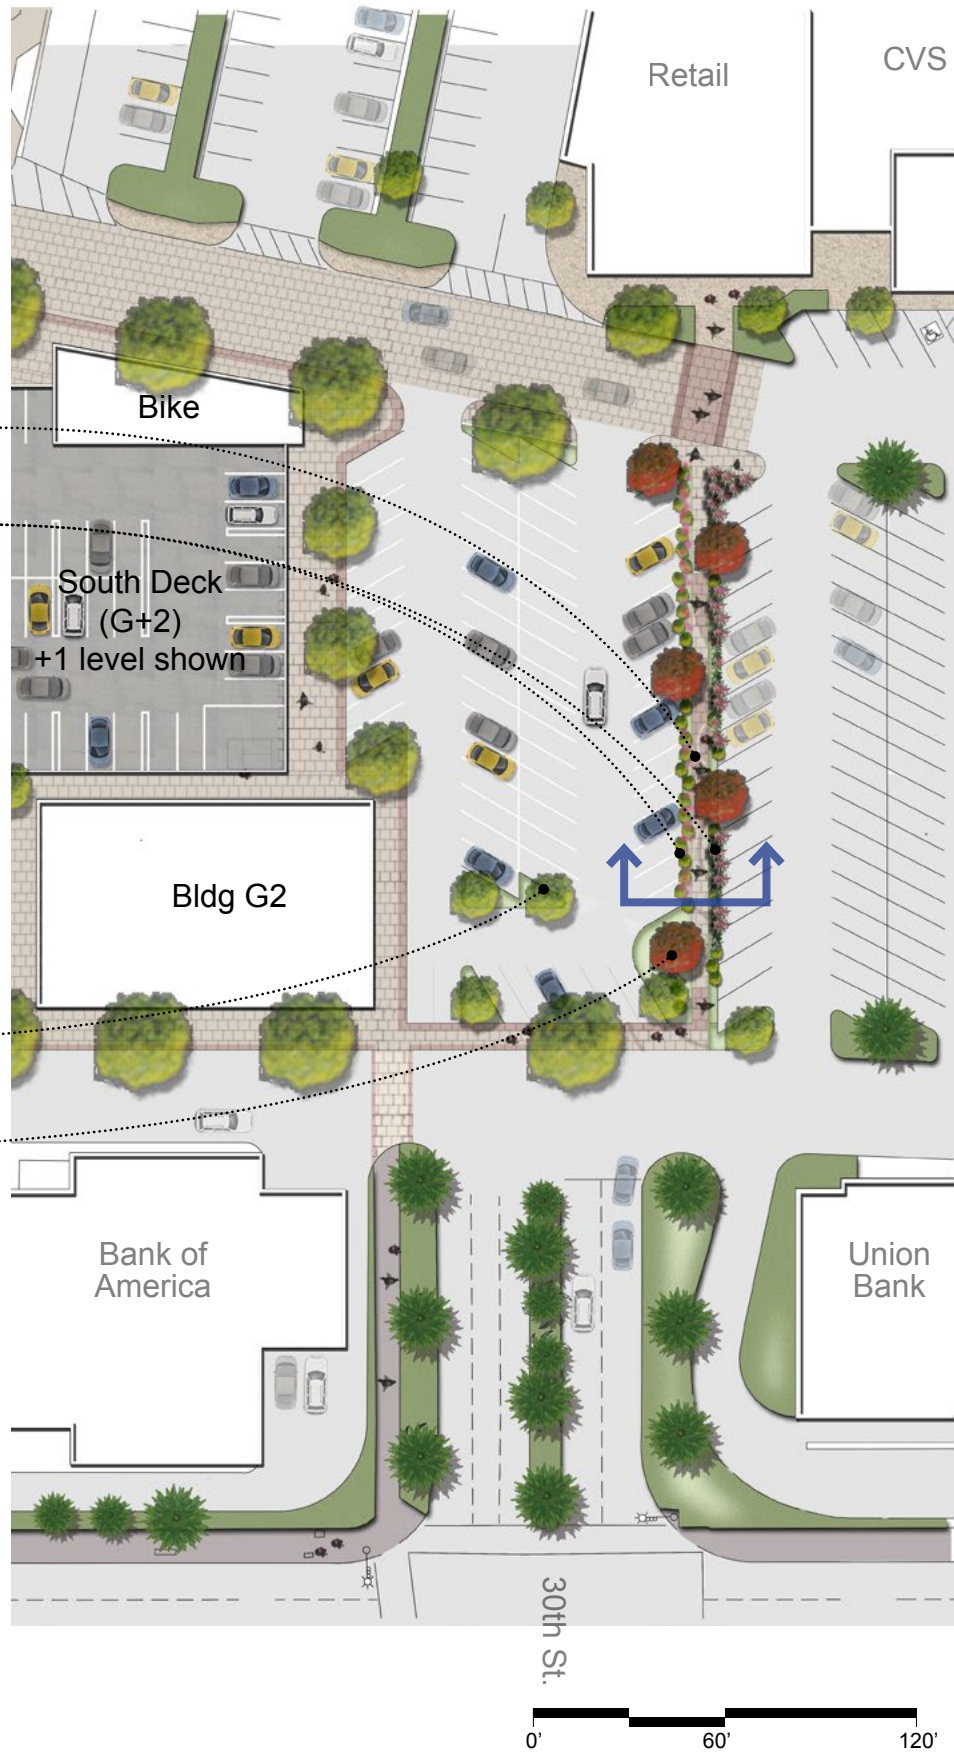 Retail
CVS
Bike
South Deck
(G+2)
+1 level shown
Bldg G2
Bank of
America
Union
Bank
30th St.
0' 60' 120'